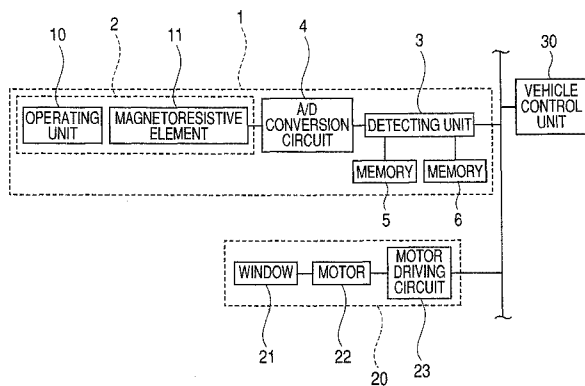 2
11
1
4
10
3
30
OPERATING UNIT
MAGNETORESISTIVE ELEMENT
A/D CONVERSION CIRCUIT
DETECTING UNIT
VEHICLE CONTROL UNIT
MEMORY
MEMORY
5
6
WINDOW
MOTOR
MOTOR DRIVING CIRCUIT
21
22
20
23